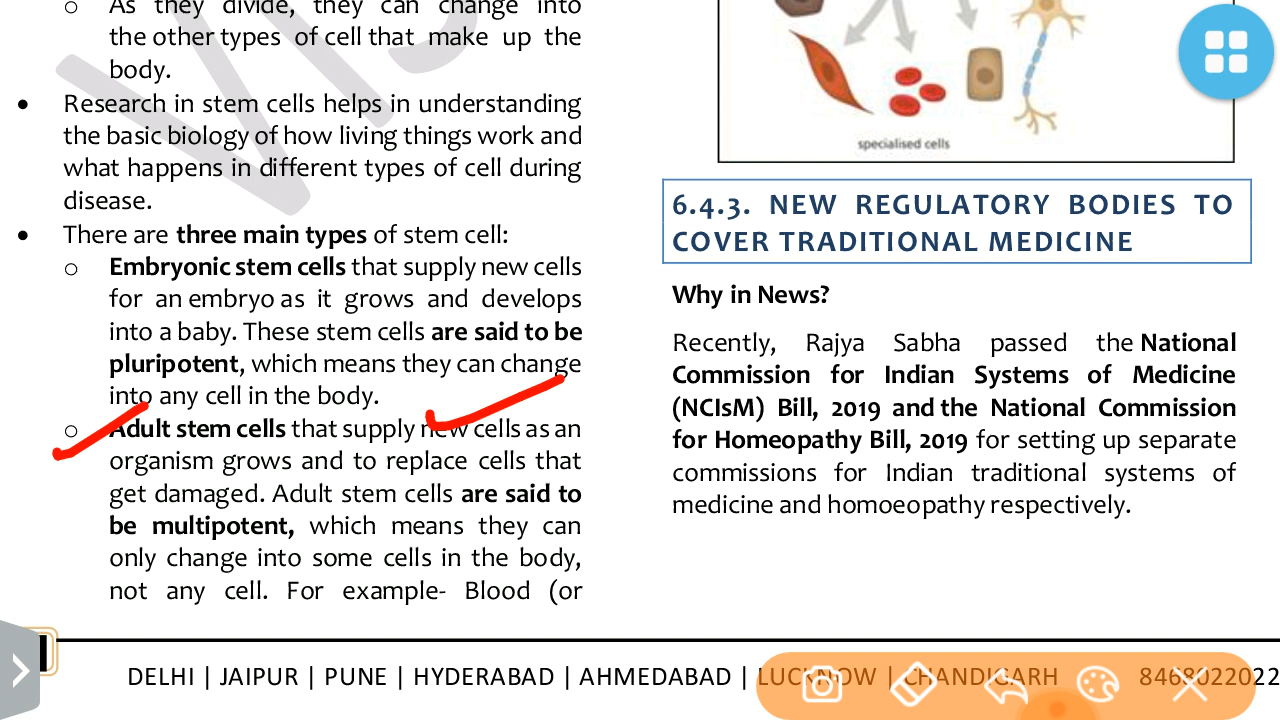 o As they divide, they can change into
the other types of cell that make up the
body.
• Research in stem cells helps in understanding
the basic biology of how living things work and
what happens in different types of cell during
disease.
• There are three main types of stem cell:
o Embryonic stem cells that supply new cells
for an embryo as it grows and develops
into a baby. These stem cells are said to be
pluripotent, which means they can change
into any cell in the body.
o Adult stem cells that supply new cells as an
organism grows and to replace cells that
get damaged. Adult stem cells are said to
be multipotent, which means they can
only change into some cells in the body,
not any cell. For example- Blood (or
specialised cells
6.4.3. NEW REGULATORY BODIES TO
COVER TRADITIONAL MEDICINE
Why in News?
Recently, Rajya Sabha passed the National
Commission for Indian Systems of Medicine
(NCIsM) Bill, 2019 and the National Commission
for Homeopathy Bill, 2019 for setting up separate
commissions for Indian traditional systems of
medicine and homoeopathy respectively.
DELHI | JAIPUR | PUNE | HYDERABAD | AHMEDABAD | LUCKNOW | CHANDIGARH 8468022022